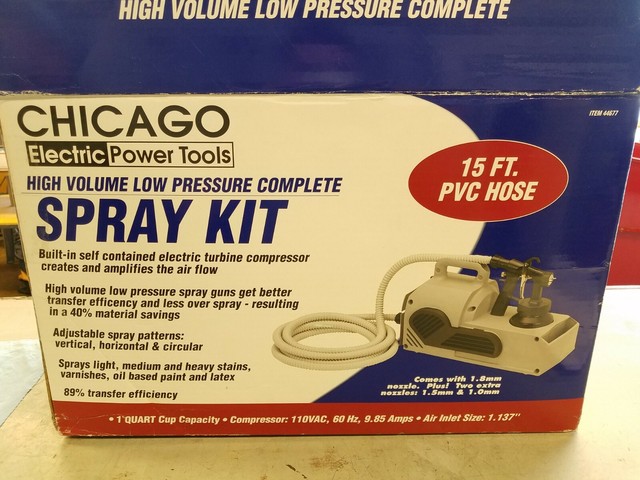 HIGH VOLUME LOW PRESSURE COMPLETE
CHICAGO
Electric Power Tools
ITEM 44677
HIGH VOLUME LOW PRESSURE COMPLETE
SPRAY KIT
15 FT.
PVC HOSE
Built-in self contained electric turbine compressor
creates and amplifies the air flow
High volume low pressure spray guns get better
transfer efficency and less over spray - resulting
in a 40% material savings
Adjustable spray patterns:
vertical, horizontal & circular
Sprays light, medium and heavy stains,
varnishes, oil based paint and latex
89% transfer efficiency
Comes with 1.8mm
nozzle. Plus! Two extra
nozzles: 1.5mm & 1.0mm
• 1 QUART Cup Capacity • Compressor: 110VAC, 60 Hz, 9.85 Amps • Air Inlet Size: 1.137"